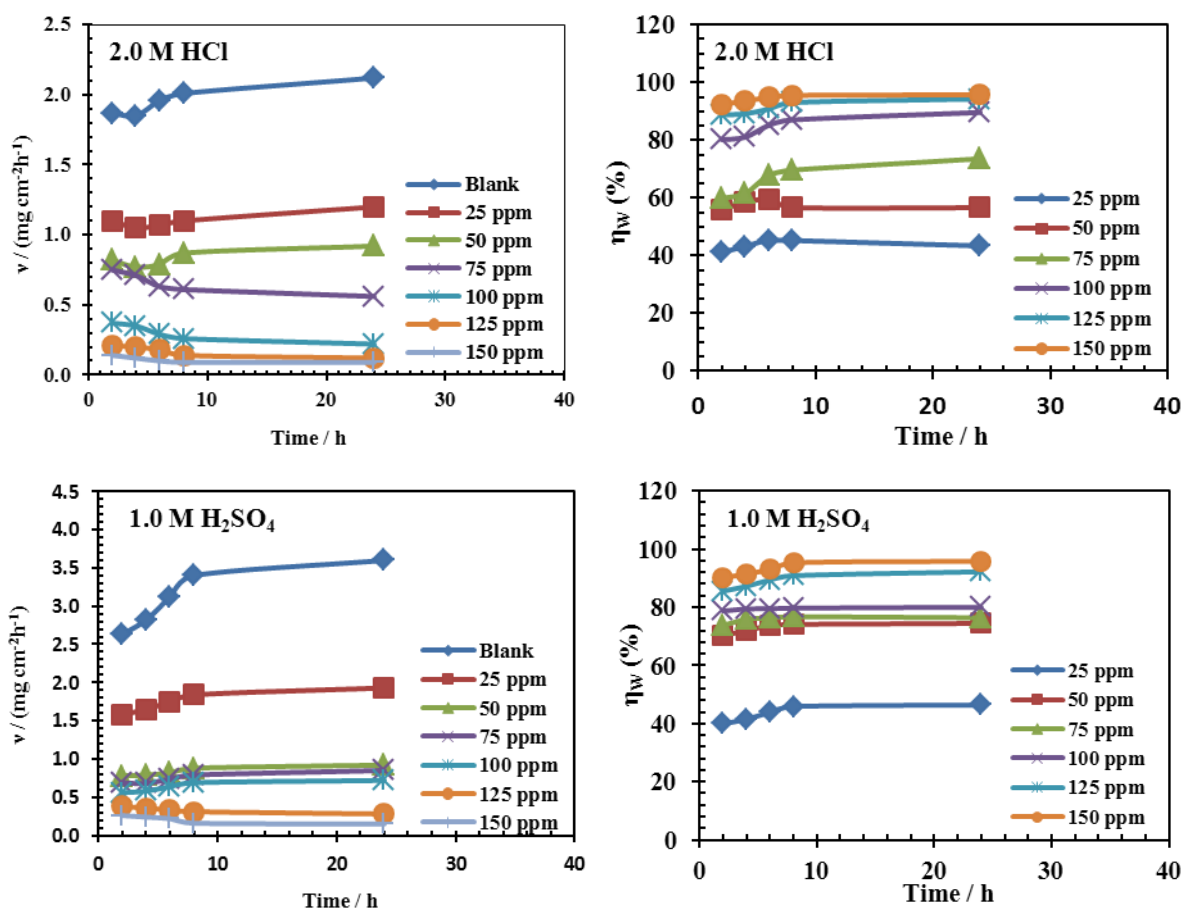 2.5
2.0
1.5
1.0
0.5
0.0
ν / (mg cm⁻²h⁻¹)
2.0 M HCl
Blank
25 ppm
50 ppm
75 ppm
100 ppm
125 ppm
150 ppm
0 10 20 30 40
Time / h
120
100
80
60
40
20
0
ηw (%)
2.0 M HCl
25 ppm
50 ppm
75 ppm
100 ppm
125 ppm
150 ppm
0 10 20 30 40
Time / h
4.5
4.0
3.5
3.0
2.5
2.0
1.5
1.0
0.5
0.0
ν / (mg cm⁻²h⁻¹)
1.0 M H₂SO₄
Blank
25 ppm
50 ppm
75 ppm
100 ppm
125 ppm
150 ppm
0 10 20 30 40
Time / h
120
100
80
60
40
20
0
ηw (%)
1.0 M H₂SO₄
25 ppm
50 ppm
75 ppm
100 ppm
125 ppm
150 ppm
0 10 20 30 40
Time / h